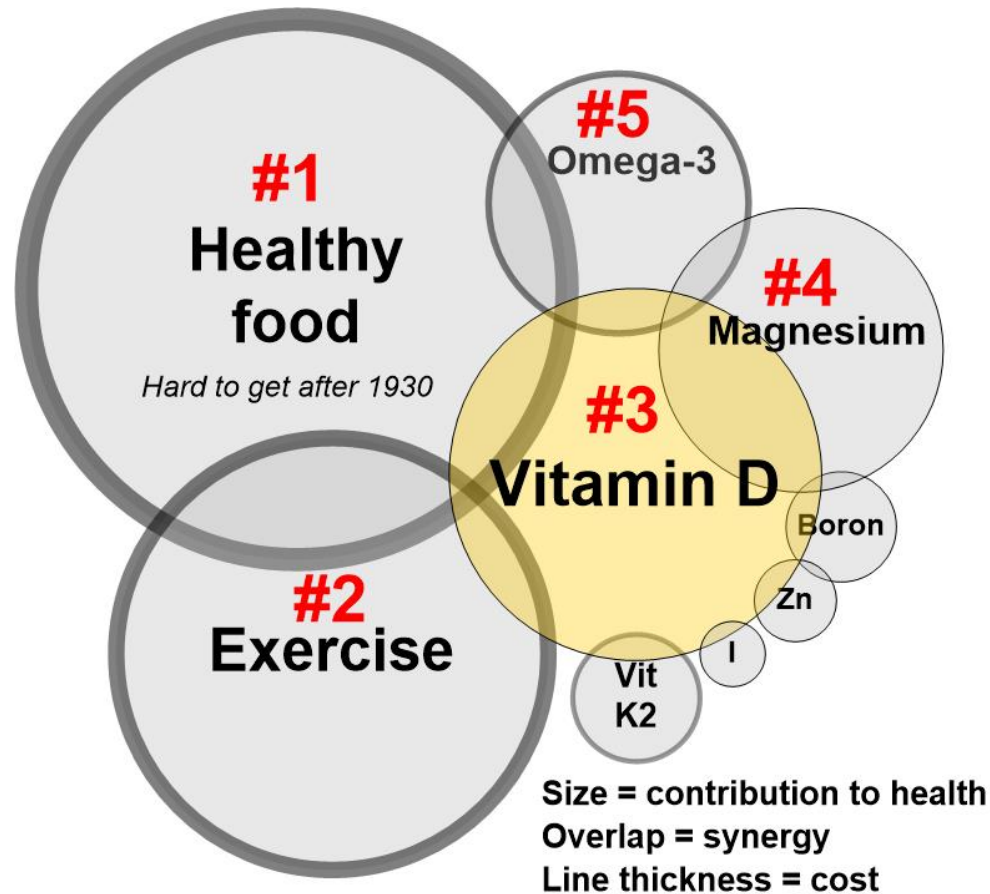 #1
Healthy
food
Hard to get after 1930
#5
Omega-3
#4
Magnesium
#3
Vitamin D
Boron
Zn
I
Vit
K2
#2
Exercise
Size = contribution to health
Overlap = synergy
Line thickness = cost